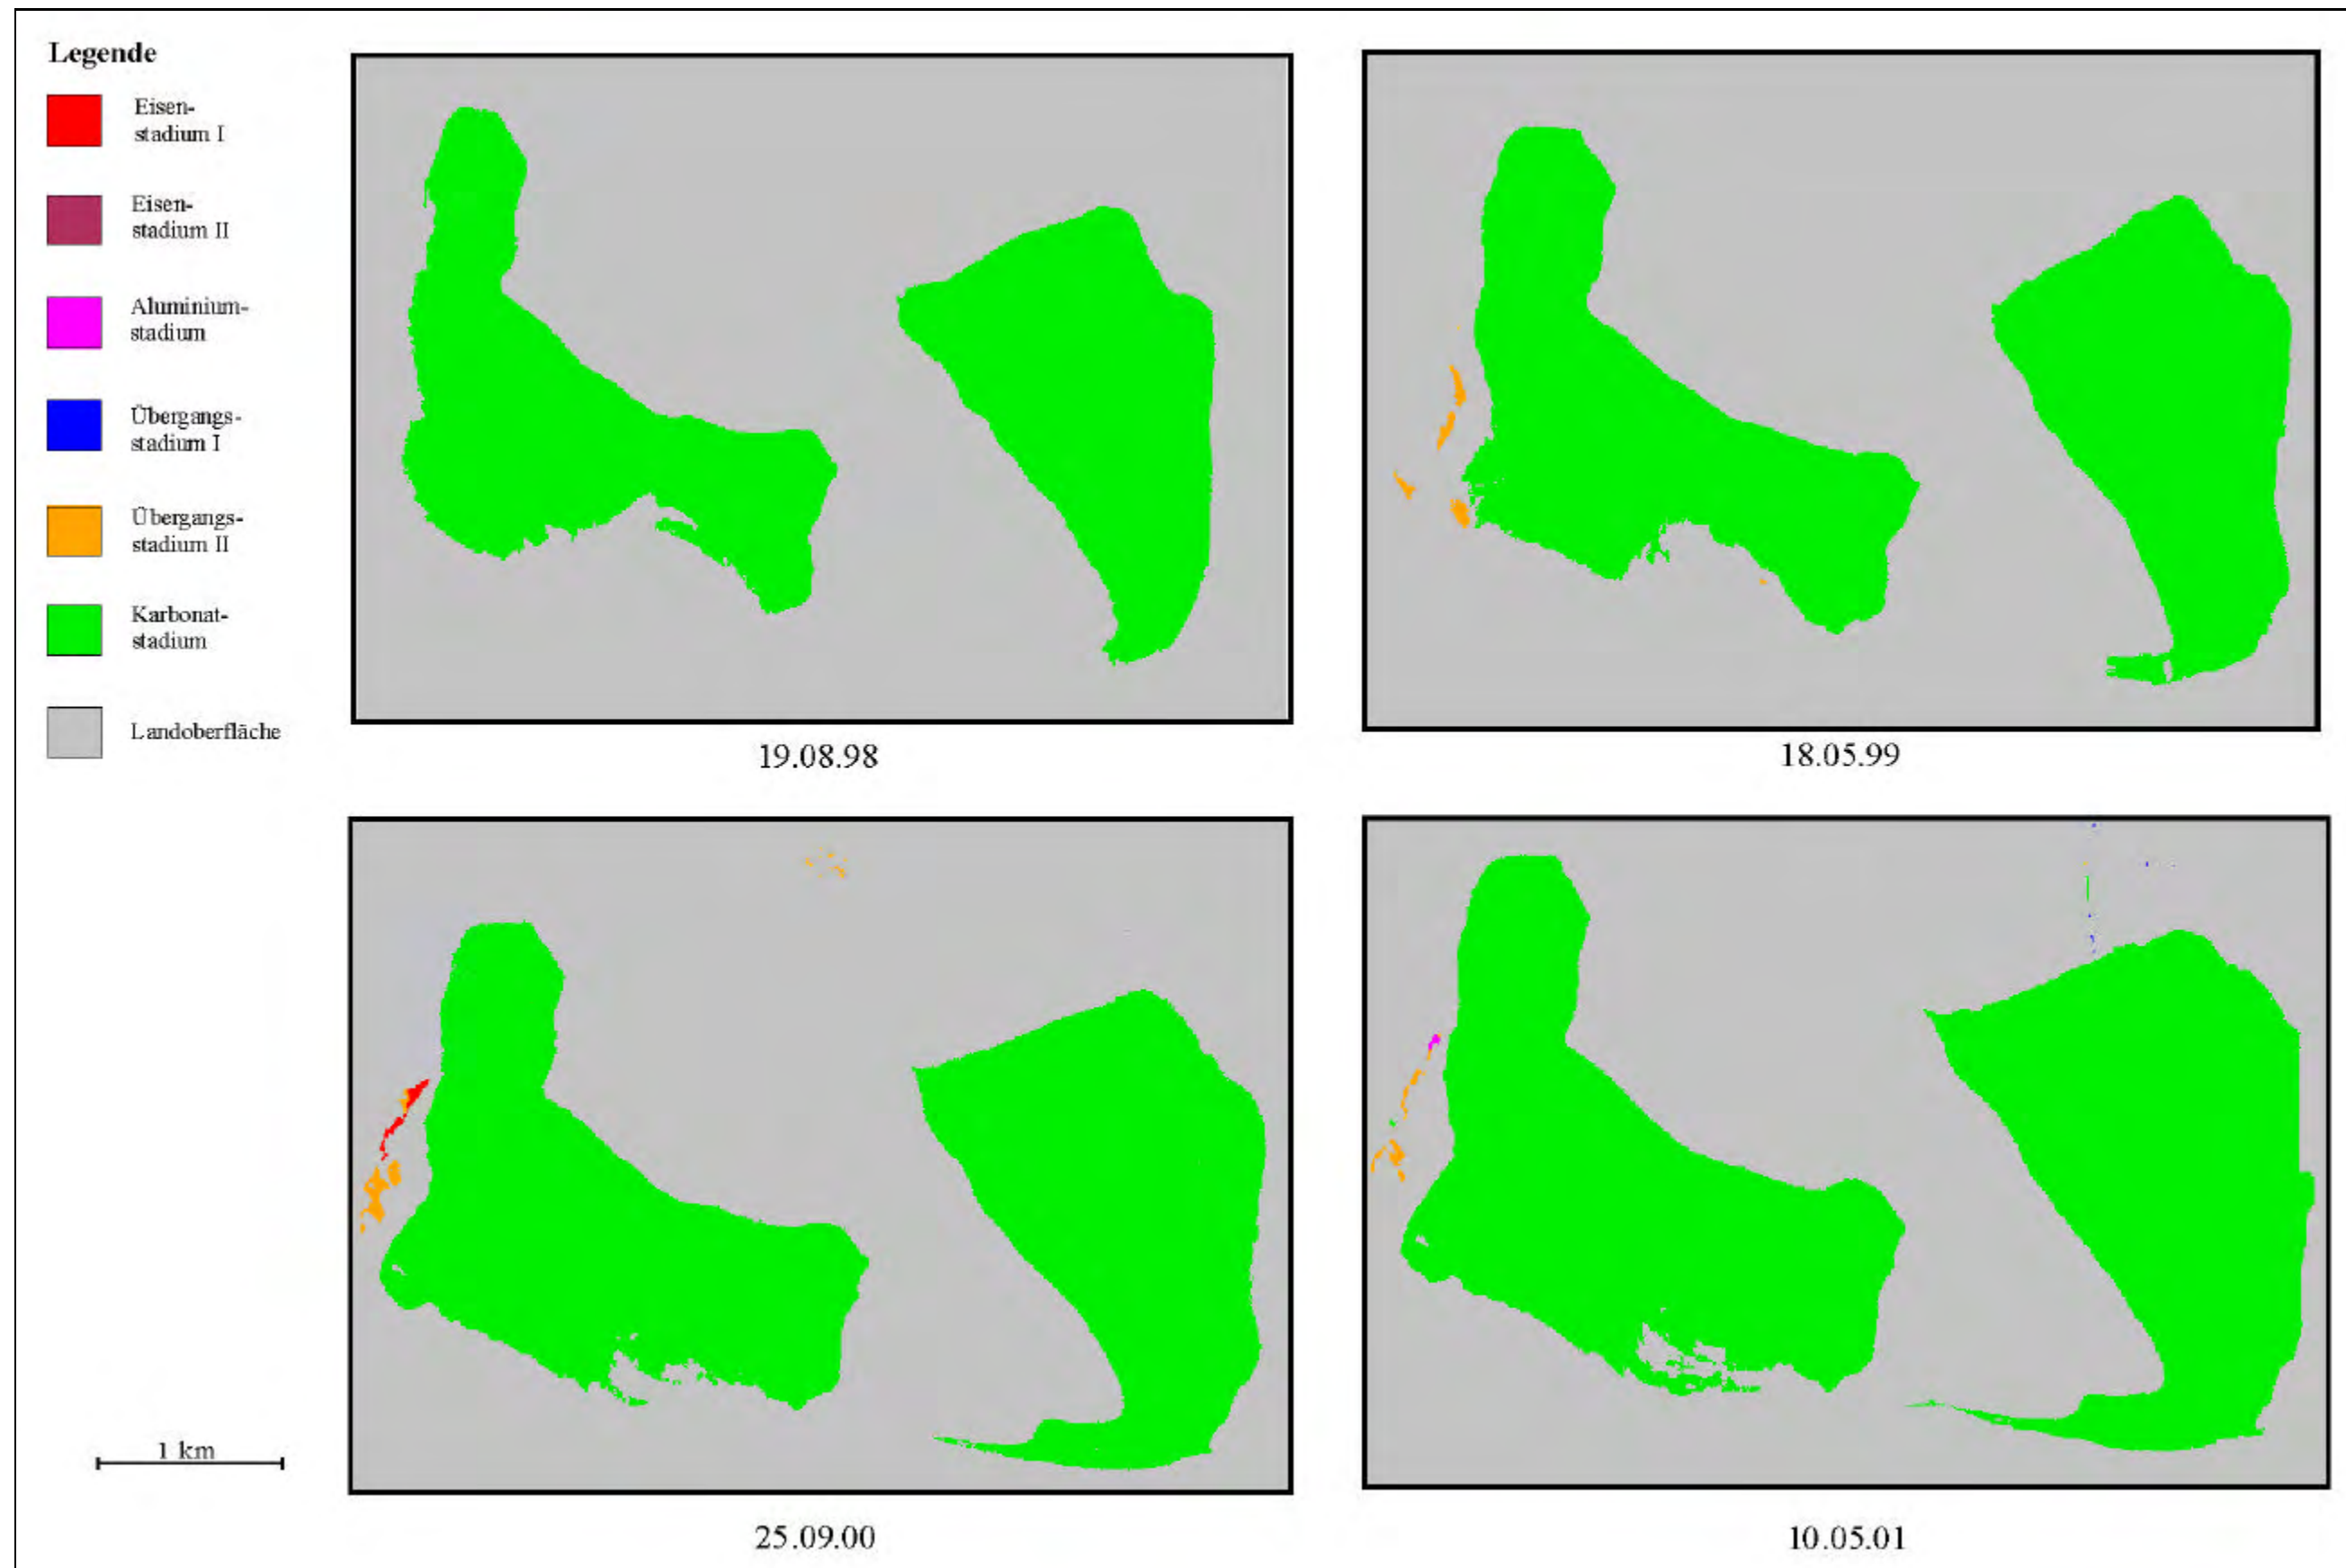 Legende
Eisen-
stadium I
Eisen-
stadium II
Aluminium-
stadium
Übergangs-
stadium I
Übergangs-
stadium II
Karbonat-
stadium
Landoberfläche
19.08.98
18.05.99
1 km
25.09.00
10.05.01